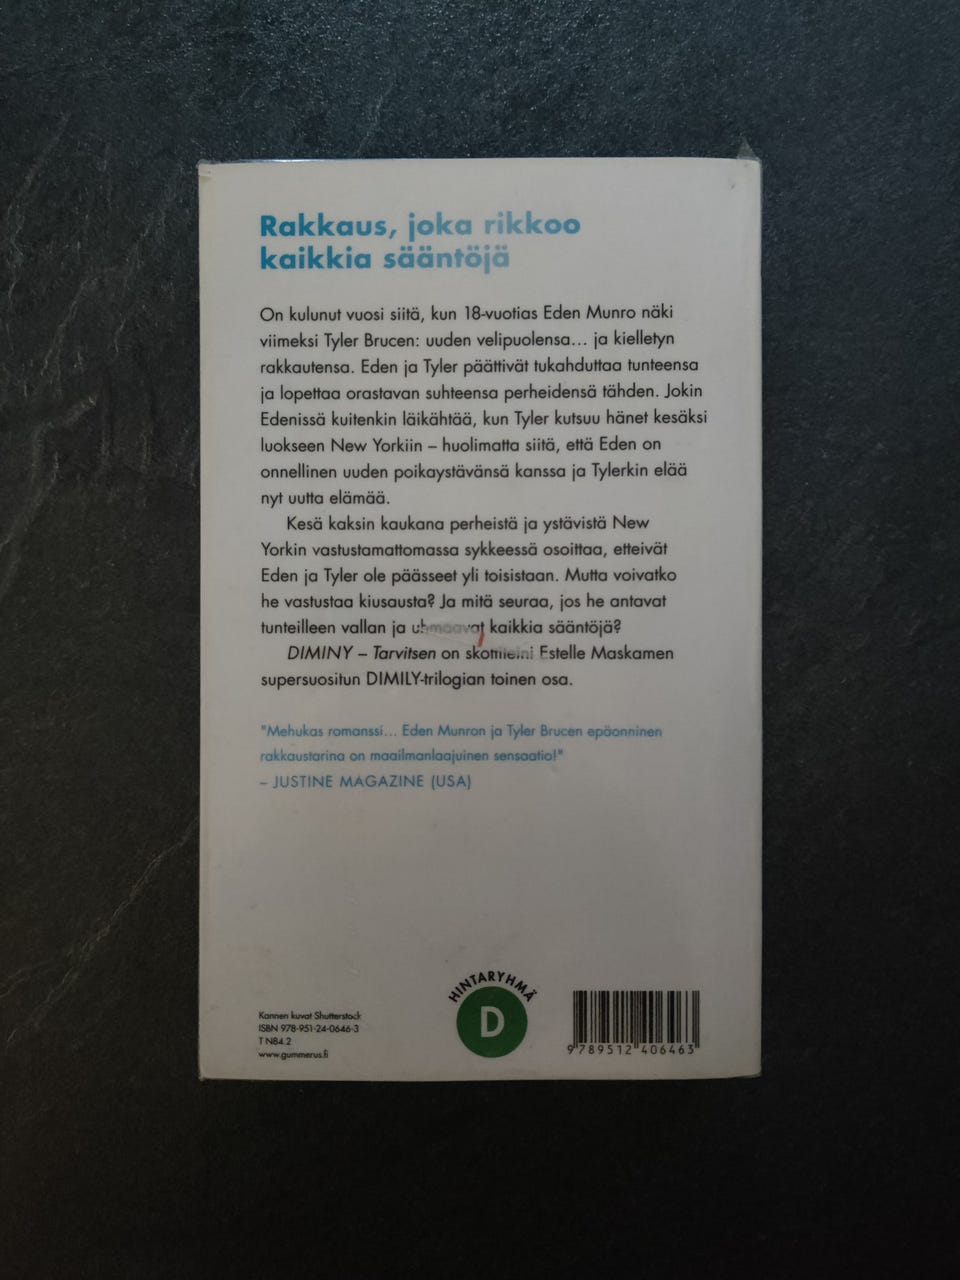 Rakkaus, joka rikkoo
kaikkia sääntöjä
On kulunut vuosi siitä, kun 18-vuotias Eden Munro näki
viimeksi Tyler Brucen: uuden velipuolensa... ja kielletyn
rakkautensa. Eden ja Tyler päättivät tukahduttaa tunteensa
ja lopettaa orastavan suhteensa perheidensä tähden. Jokin
Edenissä kuitenkin läikähtää, kun Tyler kutsuu hänet kesäksi
luokseen New Yorkiin – huolimatta siitä, että Eden on
onnellinen uuden poikaystävänsä kanssa ja Tylerkin elää
nyt uutta elämää.
Kesä kaksin kaukana perheistä ja ystävistä New
Yorkin vastustamattomassa sykkeessä osoittaa, etteivät
Eden ja Tyler ole päässeet yli toisistaan. Mutta voivatko
he vastustaa kiusausta? Ja mitä seuraa, jos he antavat
tunteilleen vallan ja uhmaavat kaikkia sääntöjä?
DIMINY – Tarvitsen on Estelle Maskamen
supersuositun DIMILY-trilogian toinen osa.
"Mehukas romanssi... Eden Munron ja Tyler Brucen epäonninen
rakkaustarina on maailmanlaajuinen sensaatio!"
– JUSTINE MAGAZINE (USA)
HINTARYHMÄ
D
Kannen kuvat Shutterstock
ISBN 978-951-24-0646-3
T N84.2
www.gummerus.fi
9 789512 406463